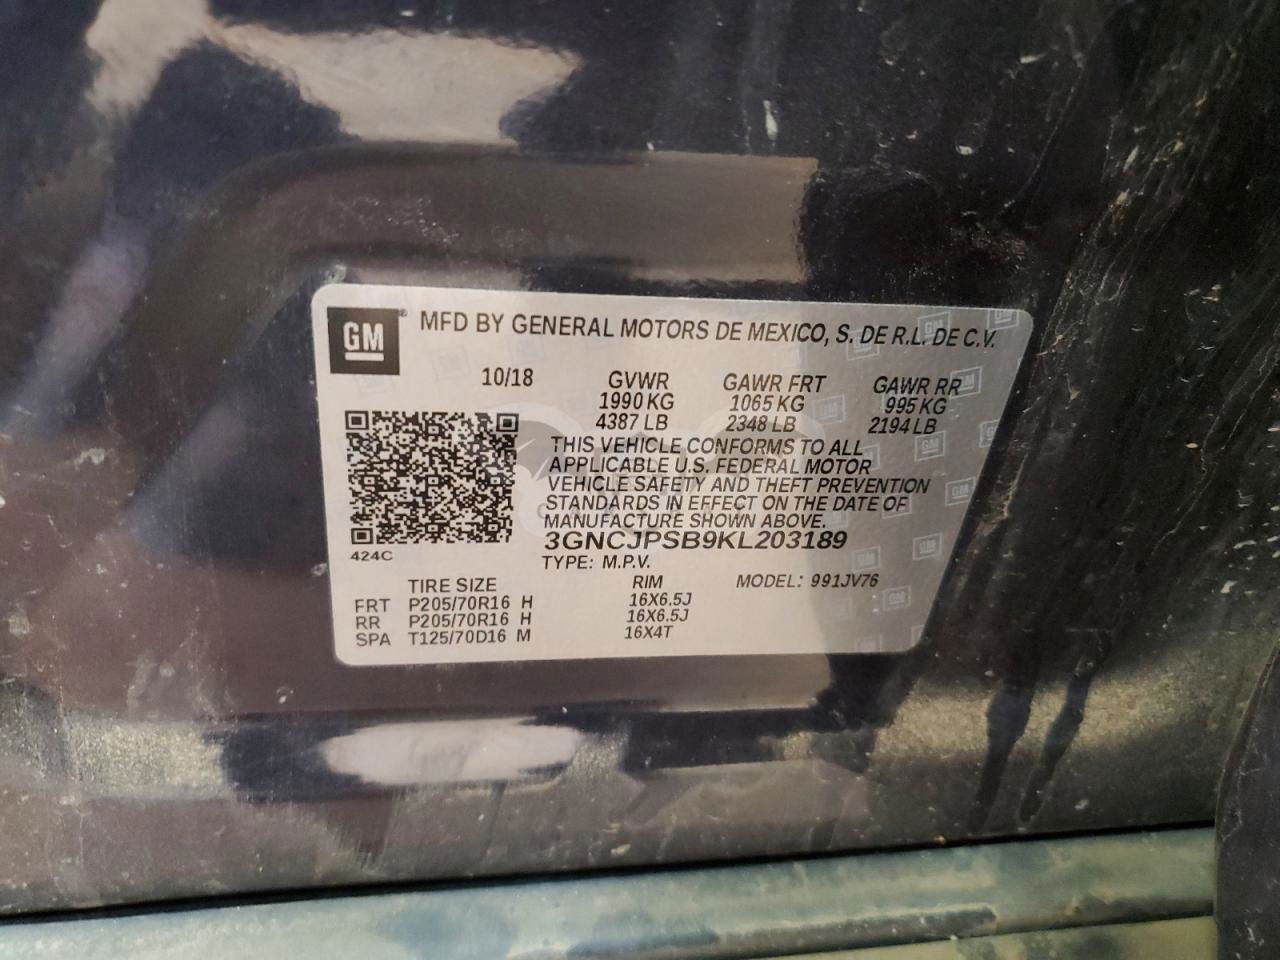 GM
MFD BY GENERAL MOTORS DE MEXICO, S. DE R.L. DE C.V.
10/18 GVWR GAWR FRT GAWR RR
1990 KG 1065 KG 995 KG
4387 LB 2348 LB 2194 LB
THIS VEHICLE CONFORMS TO ALL
APPLICABLE U.S. FEDERAL MOTOR
VEHICLE SAFETY AND THEFT PREVENTION
STANDARDS IN EFFECT ON THE DATE OF
MANUFACTURE SHOWN ABOVE.
424C
3GNCJPSB9KL203189
TYPE: M.P.V. MODEL: 991JV76
TIRE SIZE RIM
FRT P205/70R16 H 16X6.5J
RR P205/70R16 H 16X6.5J
SPA T125/70D16 M 16X4T